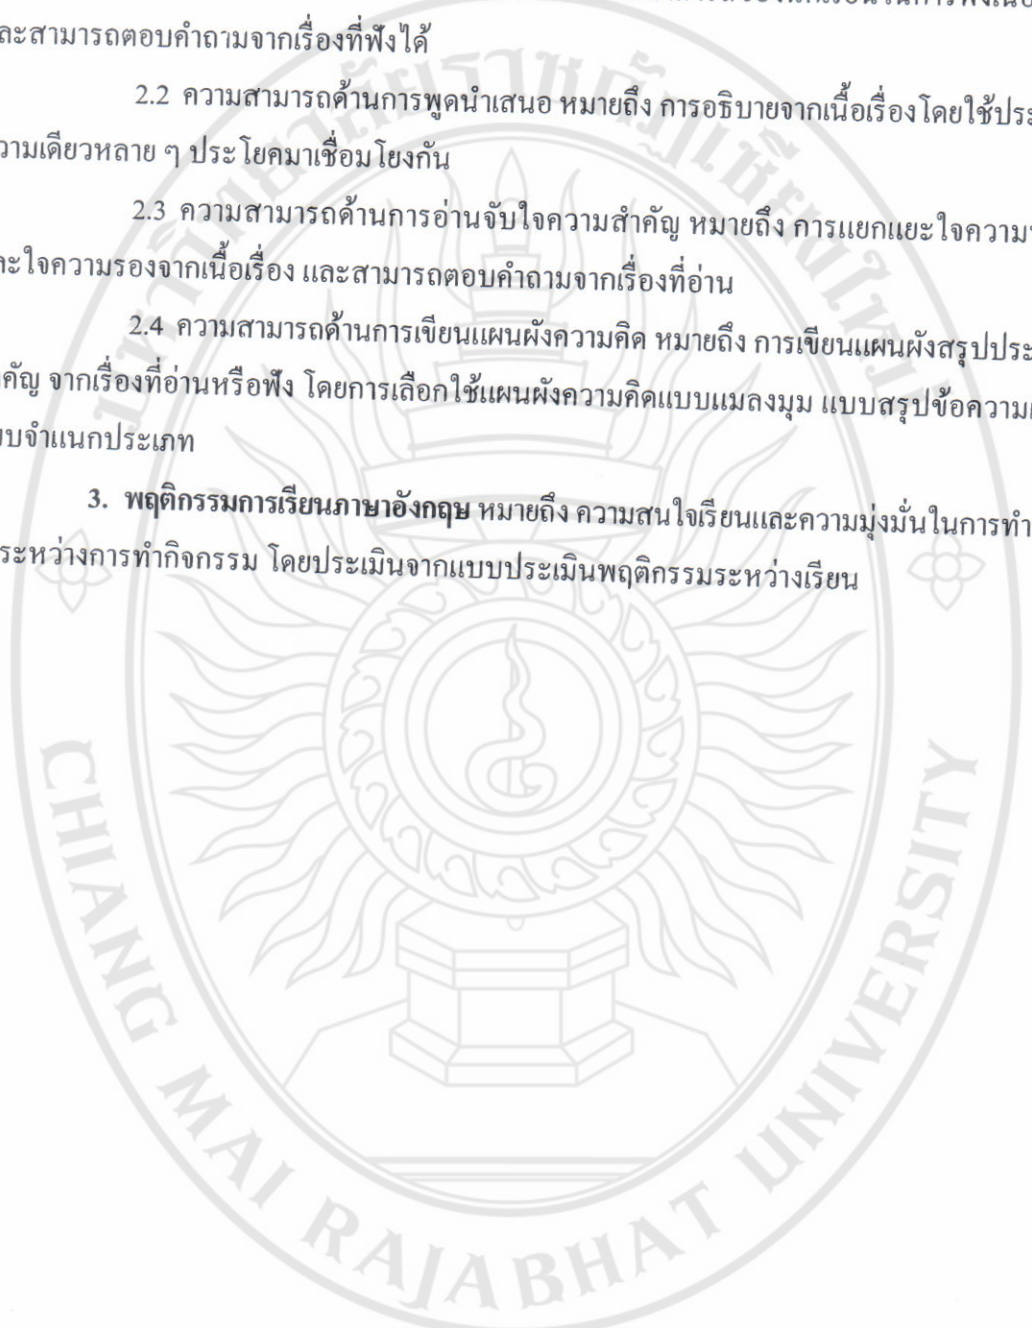 และสามารถตอบคำถามจากเรื่องที่ฟังได้
2.2 ความสามารถด้านการพูดนำเสนอ หมายถึง การอธิบายจากเนื้อเรื่องโดยใช้ประ
ความเดียวหลาย ๆ ประโยคมาเชื่อมโยงกัน
2.3 ความสามารถด้านการอ่านจับใจความสำคัญ หมายถึง การแยกแยะใจความ
ละใจความรองจากเนื้อเรื่อง และสามารถตอบคำถามจากเรื่องที่อ่าน
2.4 ความสามารถด้านการเขียนแผนผังความคิด หมายถึง การเขียนแผนผังสรุปประ
คัญ จากเรื่องที่อ่านหรือฟัง โดยการเลือกใช้แผนผังความคิดแบบแมลงมุม แบบสรุปข้อความ
บบจำแนกประเภท
3. พฤติกรรมการเรียนภาษาอังกฤษ หมายถึง ความสนใจเรียนและความมุ่งมั่นในการทำ
ระหว่างการทำกิจกรรม โดยประเมินจากแบบประเมินพฤติกรรมระหว่างเรียน
มหาวิทยาลัยราชภัฏเชียงใหม่
CHIANG MAI RAJABHAT UNIVERSITY